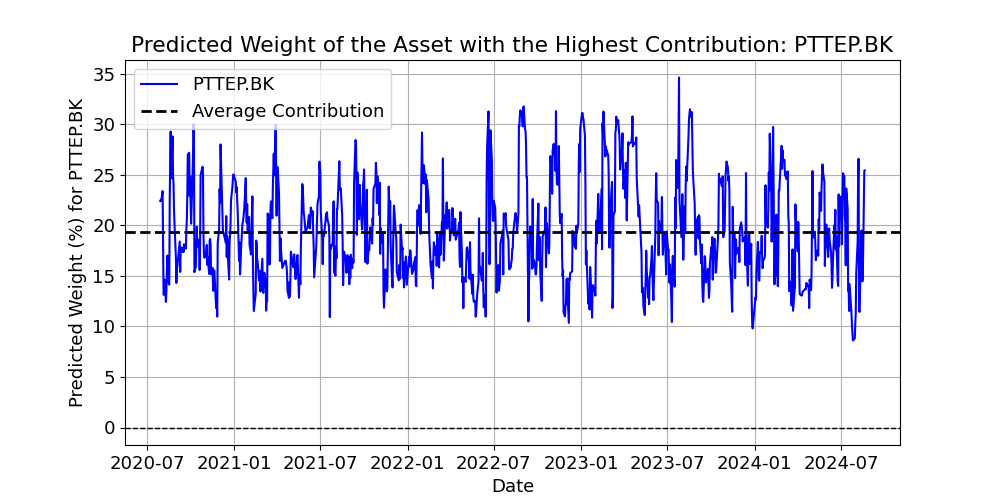 Predicted Weight of the Asset with the Highest Contribution: PTTEP.BK
PTTEP.BK
Average Contribution
Predicted Weight (%) for PTTEP.BK
35
30
25
20
15
10
5
0
2020-07 2021-01 2021-07 2022-01 2022-07 2023-01 2023-07 2024-01 2024-07
Date